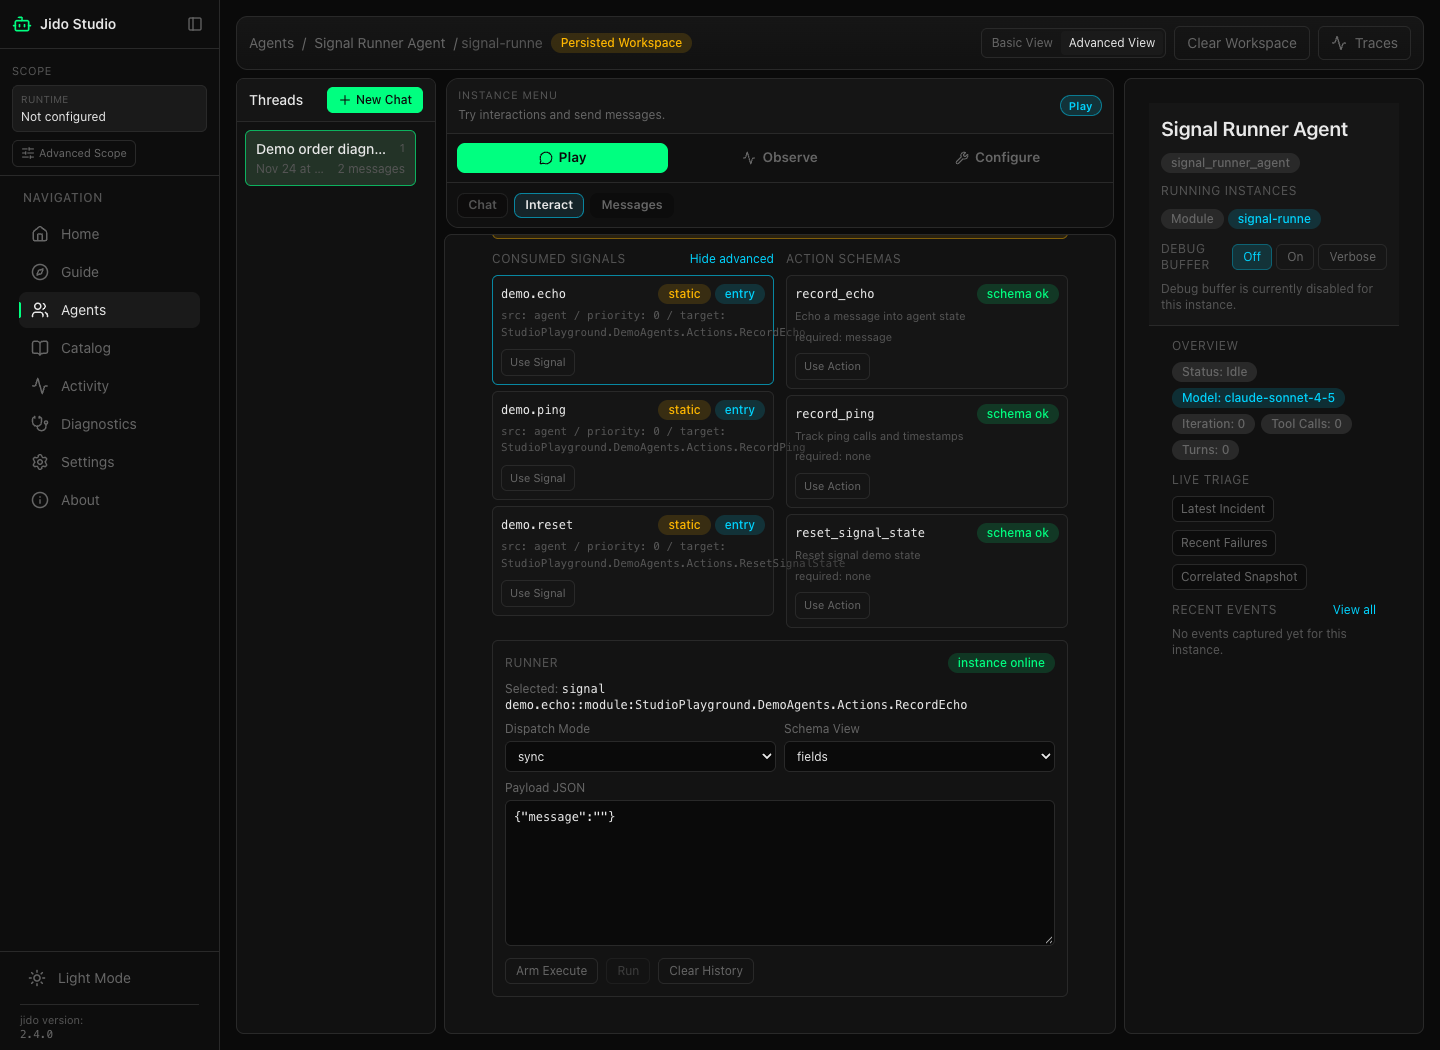 Jido Studio
SCOPE
RUNTIME
Not configured
Advanced Scope
NAVIGATION
Home
Guide
Agents
Catalog
Activity
Diagnostics
Settings
About
Light Mode
jido version:
2.4.0
Agents / Signal Runner Agent / signal-runne Persisted Workspace
Basic View Advanced View Clear Workspace Traces
Threads + New Chat
Demo order diagn... 1
Nov 24 at ... 2 messages
INSTANCE MENU
Try interactions and send messages.
Play
Play Observe Configure
Chat Interact Messages
CONSUMED SIGNALS Hide advanced
demo.echo static entry
src: agent / priority: 0 / target:
StudioPlayground.DemoAgents.Actions.RecordEcho
Use Signal
demo.ping static entry
src: agent / priority: 0 / target:
StudioPlayground.DemoAgents.Actions.RecordPing
Use Signal
demo.reset static entry
src: agent / priority: 0 / target:
StudioPlayground.DemoAgents.Actions.ResetSignalState
Use Signal
ACTION SCHEMAS
record_echo schema ok
Echo a message into agent state
required: message
Use Action
record_ping schema ok
Track ping calls and timestamps
required: none
Use Action
reset_signal_state schema ok
Reset signal demo state
required: none
Use Action
RUNNER instance online
Selected: signal
demo.echo::module:StudioPlayground.DemoAgents.Actions.RecordEcho
Dispatch Mode Schema View
sync fields
Payload JSON
{"message":""}
Arm Execute Run Clear History
Signal Runner Agent
signal_runner_agent
RUNNING INSTANCES
Module signal-runne
DEBUG
BUFFER
Off On Verbose
Debug buffer is currently disabled for
this instance.
OVERVIEW
Status: Idle
Model: claude-sonnet-4-5
Iteration: 0 Tool Calls: 0
Turns: 0
LIVE TRIAGE
Latest Incident
Recent Failures
Correlated Snapshot
RECENT EVENTS View all
No events captured yet for this
instance.